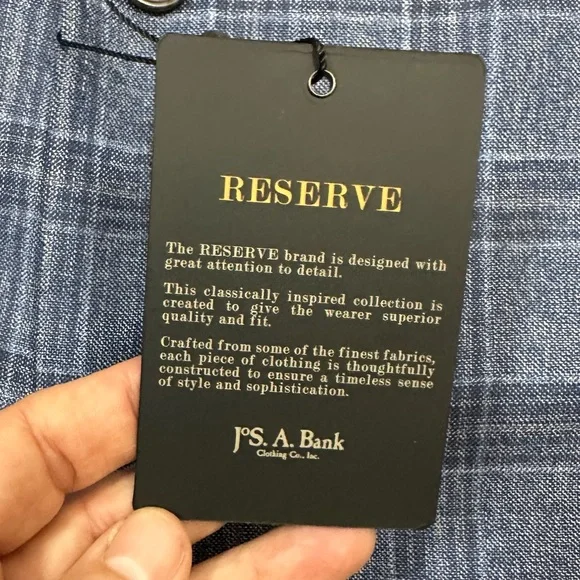 RESERVE
The RESERVE brand is designed with
great attention to detail.
This classically inspired collection is
created to give the wearer superior
quality and fit.
Crafted from some of the finest fabrics,
each piece of clothing is thoughtfully
constructed to ensure a timeless sense
of style and sophistication.
JoS. A. Bank
Clothing Co., Inc.